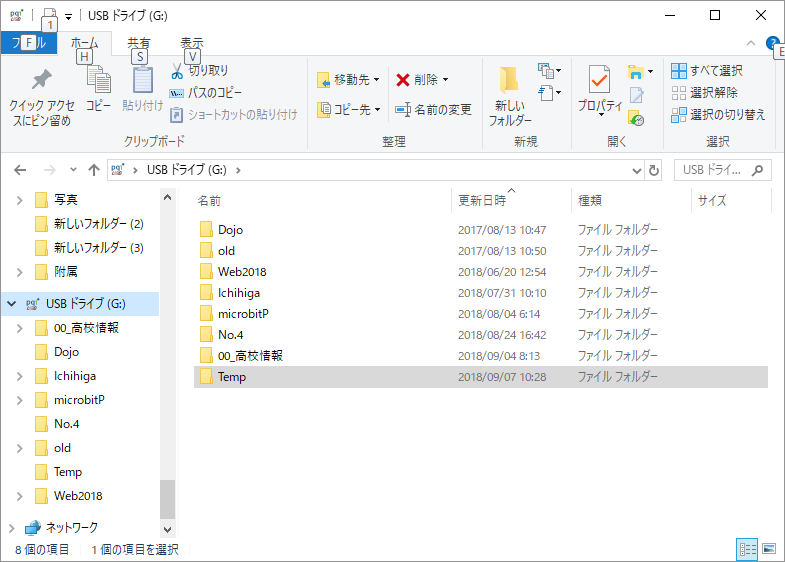 USB ドライブ (G:)
1
F
ホーム 共有 表示
H S V E
クイック アクセスにピン留め
コピー
貼り付け
切り取り
パスのコピー
ショートカットの貼り付け
クリップボード
移動先
コピー先
削除
名前の変更
整理
新しい
フォルダー
新規
プロパティ
開く
すべて選択
選択解除
選択の切り替え
選択
USB ドライブ (G:)
USB ドライ...
写真
新しいフォルダー (2)
新しいフォルダー (3)
附属
USB ドライブ (G:)
00_高校情報
Dojo
Ichihiga
microbitP
No.4
old
Temp
Web2018
ネットワーク
名前 更新日時 種類 サイズ
Dojo 2017/08/13 10:47 ファイル フォルダー
old 2017/08/13 10:50 ファイル フォルダー
Web2018 2018/06/20 12:54 ファイル フォルダー
Ichihiga 2018/07/31 10:10 ファイル フォルダー
microbitP 2018/08/04 6:14 ファイル フォルダー
No.4 2018/08/24 16:42 ファイル フォルダー
00_高校情報 2018/09/04 8:13 ファイル フォルダー
Temp 2018/09/07 10:28 ファイル フォルダー
8 個の項目 1 個の項目を選択